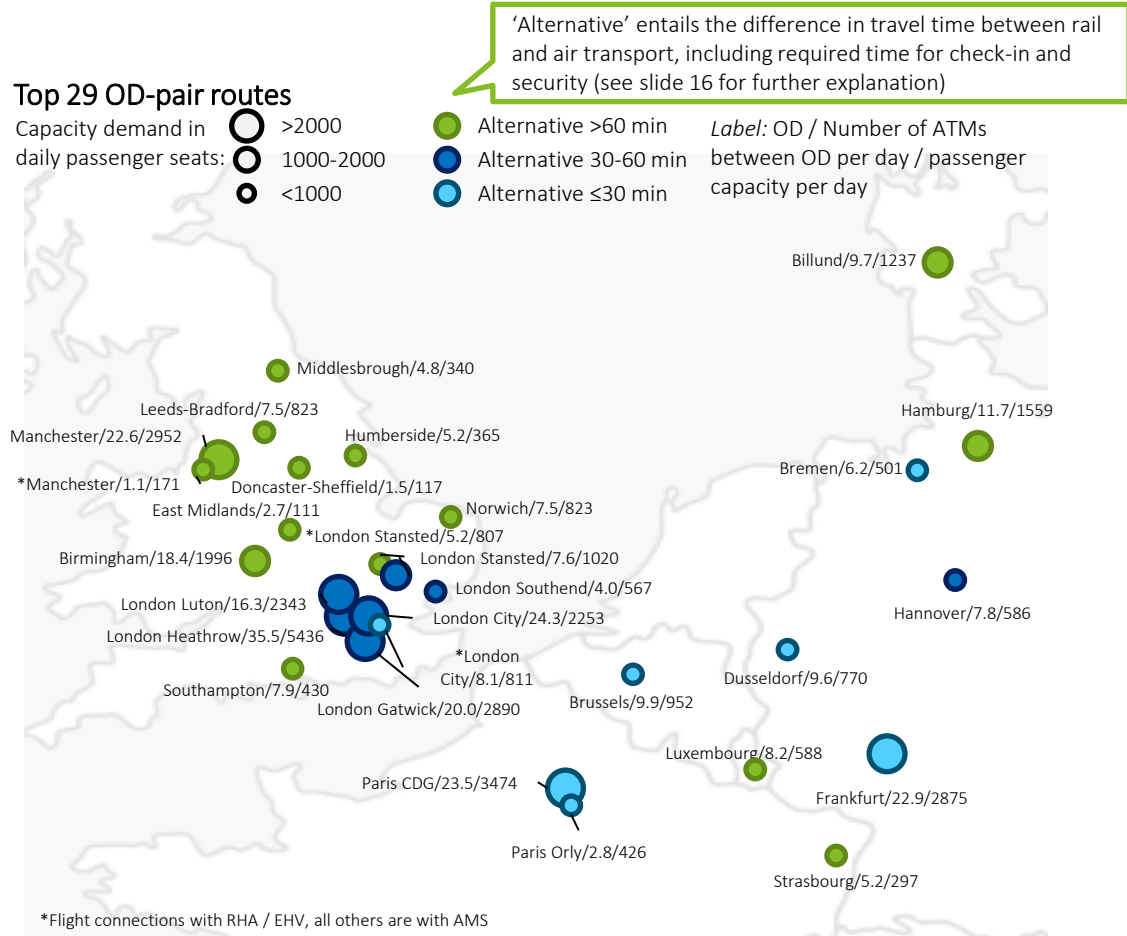 ‘Alternative’ entails the difference in travel time between rail
and air transport, including required time for check-in and
security (see slide 16 for further explanation)
Top 29 OD-pair routes
Capacity demand in
daily passenger seats:
>2000
1000-2000
<1000
Alternative >60 min
Alternative 30-60 min
Alternative ≤30 min
Label: OD / Number of ATMs
between OD per day / passenger
capacity per day
Billund/9.7/1237
Middlesbrough/4.8/340
Leeds-Bradford/7.5/823
Hamburg/11.7/1559
Manchester/22.6/2952
Humberside/5.2/365
Bremen/6.2/501
*Manchester/1.1/171
Doncaster-Sheffield/1.5/117
East Midlands/2.7/111
Norwich/7.5/823
*London Stansted/5.2/807
Birmingham/18.4/1996
London Stansted/7.6/1020
London Southend/4.0/567
London Luton/16.3/2343
Hannover/7.8/586
London City/24.3/2253
London Heathrow/35.5/5436
*London
City/8.1/811
Southampton/7.9/430
Dusseldorf/9.6/770
Brussels/9.9/952
London Gatwick/20.0/2890
Luxembourg/8.2/588
Paris CDG/23.5/3474
Frankfurt/22.9/2875
Paris Orly/2.8/426
Strasbourg/5.2/297
*Flight connections with RHA / EHV, all others are with AMS